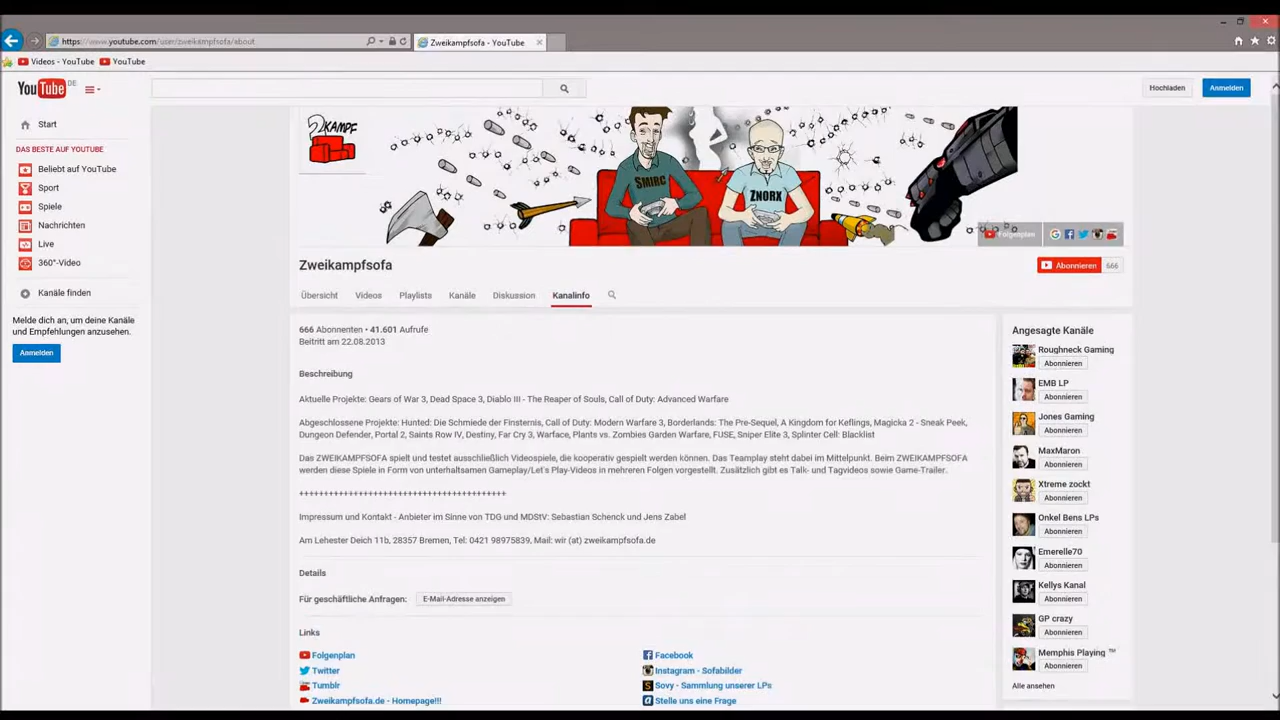 https://www.youtube.com/user/zweikampfsofa/about
Zweikampfsofa - YouTube
Videos - YouTube YouTube
YouTube DE
Hochladen Anmelden
Start
DAS BESTE AUF YOUTUBE
Beliebt auf YouTube
Sport
Spiele
Nachrichten
Live
360°-Video
Kanäle finden
Melde dich an, um deine Kanäle
und Empfehlungen anzusehen.
Anmelden
2KAMPF
SMIRC
ZNORX
Folgenplan
Zweikampfsofa
Abonnieren 666
Übersicht Videos Playlists Kanäle Diskussion Kanalinfo
666 Abonnenten • 41.601 Aufrufe
Beitritt am 22.08.2013
Beschreibung
Aktuelle Projekte: Gears of War 3, Dead Space 3, Diablo III - The Reaper of Souls, Call of Duty: Advanced Warfare
Abgeschlossene Projekte: Hunted: Die Schmiede der Finsternis, Call of Duty: Modern Warfare 3, Borderlands: The Pre-Sequel, A Kingdom for Keflings, Magicka 2 - Sneak Peek,
Dungeon Defender, Portal 2, Saints Row IV, Destiny, Far Cry 3, Warface, Plants vs. Zombies Garden Warfare, FUSE, Sniper Elite 3, Splinter Cell: Blacklist
Das ZWEIKAMPFSOFA spielt und testet ausschließlich Videospiele, die kooperativ gespielt werden können. Das Teamplay steht dabei im Mittelpunkt. Beim ZWEIKAMPFSOFA
werden diese Spiele in Form von unterhaltsamen Gameplay/Let's Play-Videos in mehreren Folgen vorgestellt. Zusätzlich gibt es Talk- und Tagvideos sowie Game-Trailer.
+++++++++++++++++++++++++++++++++++++++++
Impressum und Kontakt - Anbieter im Sinne von TDG und MDStV: Sebastian Schenck und Jens Zabel
Am Lehester Deich 11b, 28357 Bremen, Tel: 0421 98975839, Mail: wir (at) zweikampfsofa.de
Details
Für geschäftliche Anfragen: E-Mail-Adresse anzeigen
Links
Folgenplan
Twitter
Tumblr
Zweikampfsofa.de - Homepage!!!
Facebook
Instagram - Sofabilder
Sovy - Sammlung unserer LPs
Stelle uns eine Frage
Angesagte Kanäle
Roughneck Gaming
Abonnieren
EMB LP
Abonnieren
Jones Gaming
Abonnieren
MaxMaron
Abonnieren
Xtreme zockt
Abonnieren
Onkel Bens LPs
Abonnieren
Emerelle70
Abonnieren
Kellys Kanal
Abonnieren
GP crazy
Abonnieren
Memphis Playing ™
Abonnieren
Alle ansehen